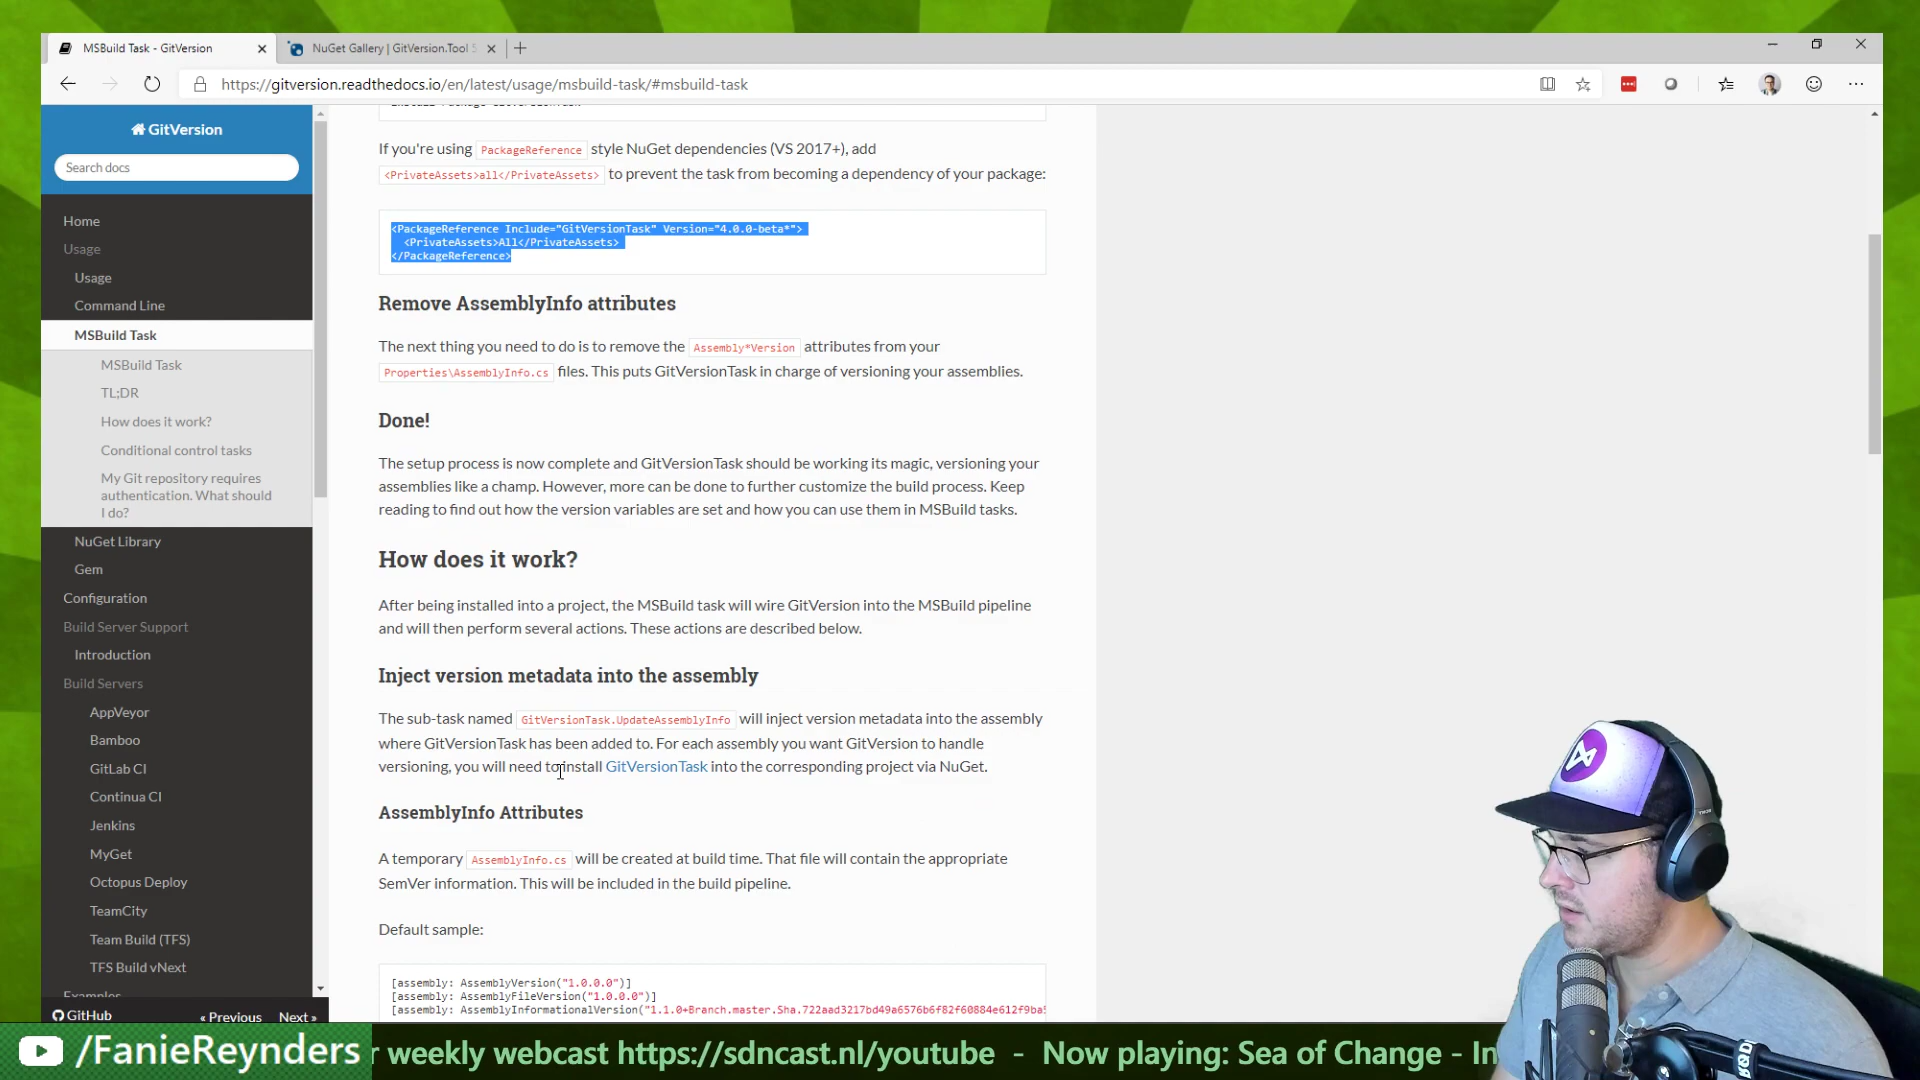 MSBuild Task - GitVersion
NuGet Gallery | GitVersion.Tool
https://gitversion.readthedocs.io/en/latest/usage/msbuild-task/#msbuild-task
GitVersion
Search docs
Home
Usage
Usage
Command Line
MSBuild Task
MSBuild Task
TL;DR
How does it work?
Conditional control tasks
My Git repository requires
authentication. What should
I do?
NuGet Library
Gem
Configuration
Build Server Support
Introduction
Build Servers
AppVeyor
Bamboo
GitLab CI
Continua CI
Jenkins
MyGet
Octopus Deploy
TeamCity
Team Build (TFS)
TFS Build vNext
Examples
GitHub
« Previous
Next »
If you're using PackageReference style NuGet dependencies (VS 2017+), add
<PrivateAssets>all</PrivateAssets> to prevent the task from becoming a dependency of your package:
<PackageReference Include="GitVersionTask" Version="4.0.0-beta*">
<PrivateAssets>All</PrivateAssets>
</PackageReference>
Remove AssemblyInfo attributes
The next thing you need to do is to remove the Assembly*Version attributes from your
Properties\AssemblyInfo.cs files. This puts GitVersionTask in charge of versioning your assemblies.
Done!
The setup process is now complete and GitVersionTask should be working its magic, versioning your
assemblies like a champ. However, more can be done to further customize the build process. Keep
reading to find out how the version variables are set and how you can use them in MSBuild tasks.
How does it work?
After being installed into a project, the MSBuild task will wire GitVersion into the MSBuild pipeline
and will then perform several actions. These actions are described below.
Inject version metadata into the assembly
The sub-task named GitVersionTask.UpdateAssemblyInfo will inject version metadata into the assembly
where GitVersionTask has been added to. For each assembly you want GitVersion to handle
versioning, you will need to install GitVersionTask into the corresponding project via NuGet.
AssemblyInfo Attributes
A temporary AssemblyInfo.cs will be created at build time. That file will contain the appropriate
SemVer information. This will be included in the build pipeline.
Default sample:
[assembly: AssemblyVersion("1.0.0.0")]
[assembly: AssemblyFileVersion("1.0.0.0")]
[assembly: AssemblyInformationalVersion("1.1.0+Branch.master.Sha.722aad3217bd49a6576b6f82f60884e612f9ba
/FanieReynders
r weekly webcast https://sdncast.nl/youtube - Now playing: Sea of Change - In